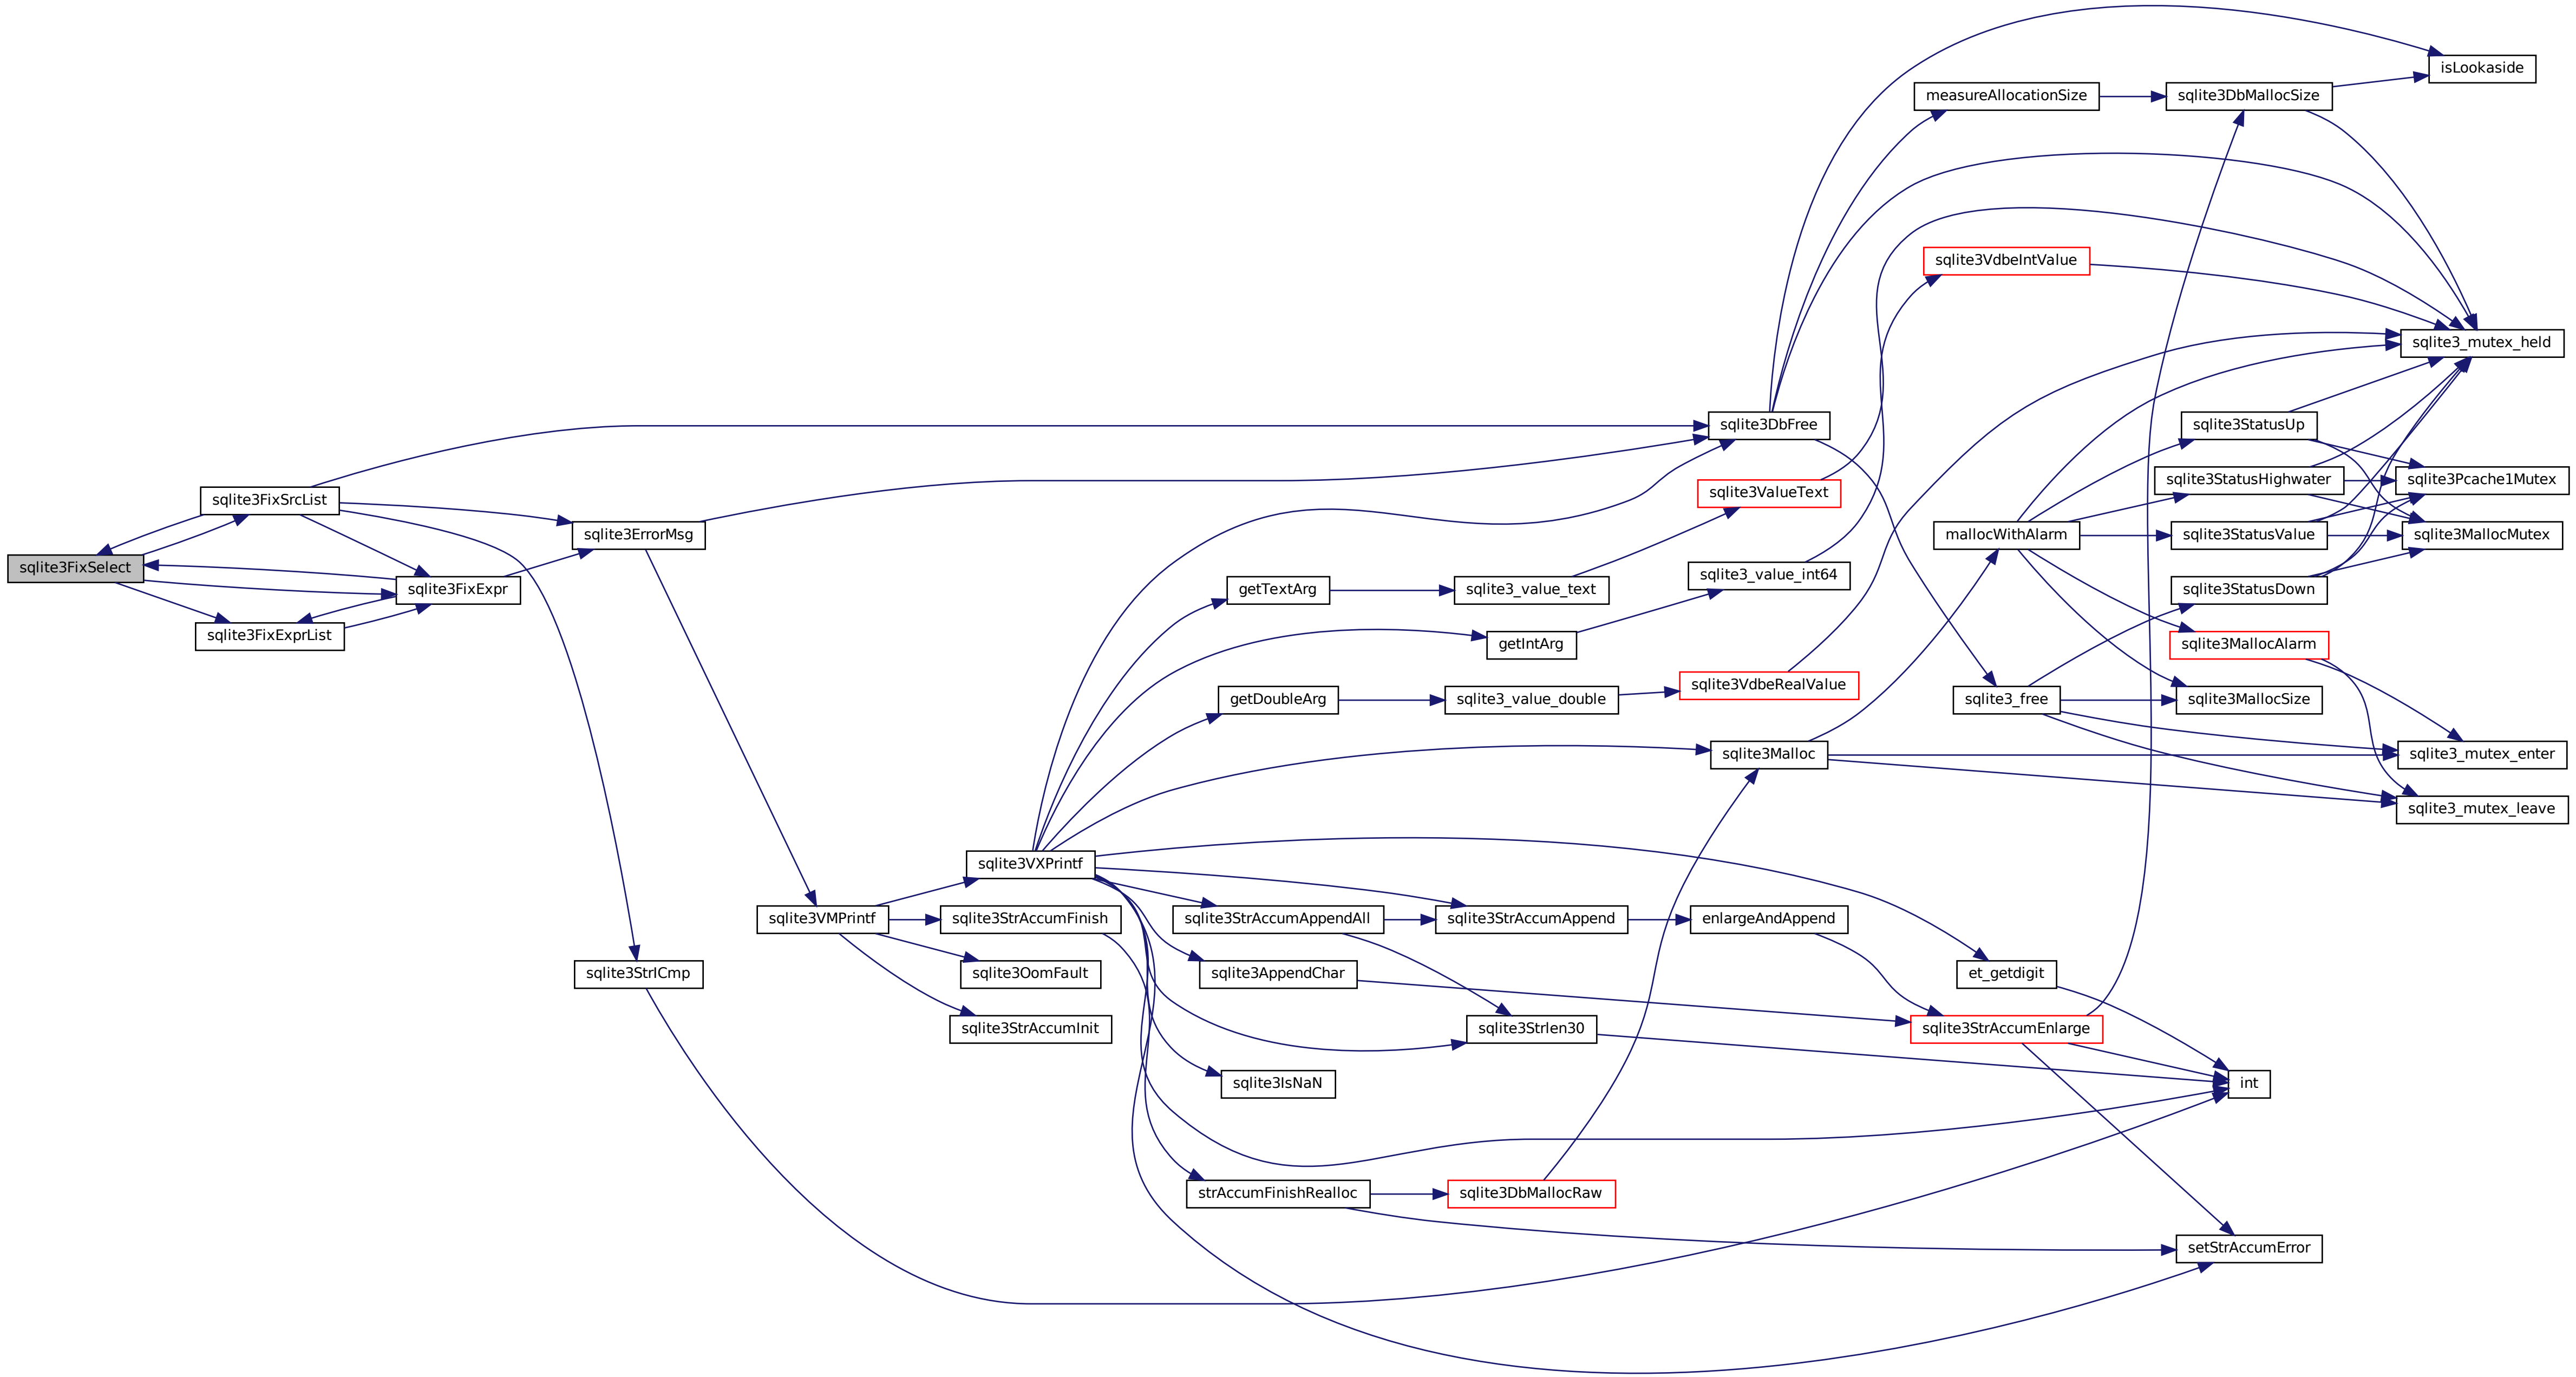 sqlite3FixSelect
sqlite3FixSrcList
sqlite3FixExpr
sqlite3FixExprList
sqlite3ErrorMsg
sqlite3StrICmp
sqlite3VMPrintf
sqlite3VXPrintf
sqlite3StrAccumFinish
sqlite3OomFault
sqlite3StrAccumInit
getTextArg
getDoubleArg
sqlite3StrAccumAppendAll
sqlite3AppendChar
sqlite3IsNaN
strAccumFinishRealloc
sqlite3_value_text
getIntArg
sqlite3_value_double
sqlite3StrAccumAppend
sqlite3Strlen30
sqlite3DbMallocRaw
sqlite3DbFree
sqlite3ValueText
sqlite3_value_int64
sqlite3VdbeRealValue
sqlite3Malloc
enlargeAndAppend
measureAllocationSize
sqlite3VdbeIntValue
mallocWithAlarm
sqlite3_free
et_getdigit
sqlite3StrAccumEnlarge
sqlite3DbMallocSize
sqlite3StatusUp
sqlite3StatusHighwater
sqlite3StatusValue
sqlite3StatusDown
sqlite3MallocAlarm
sqlite3MallocSize
int
setStrAccumError
isLookaside
sqlite3_mutex_held
sqlite3Pcache1Mutex
sqlite3MallocMutex
sqlite3_mutex_enter
sqlite3_mutex_leave